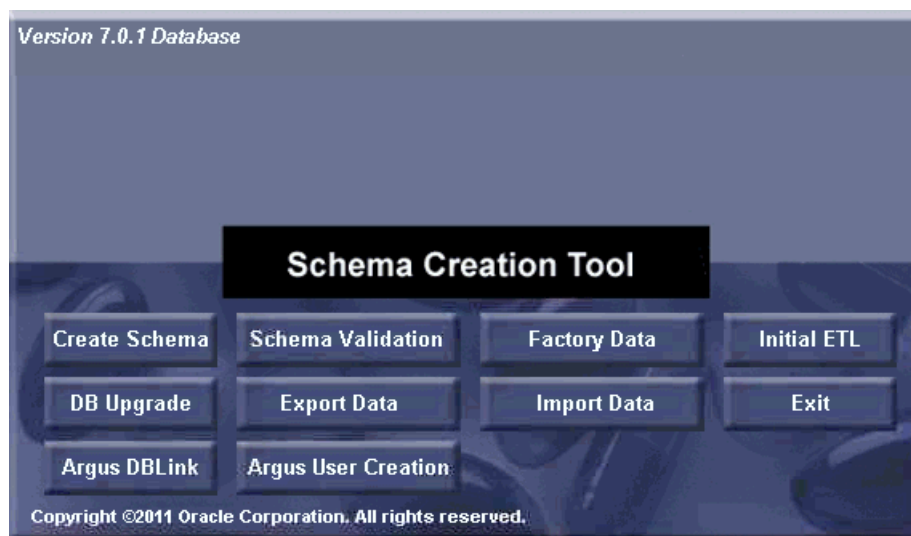 Version 7.0.1 Database
Schema Creation Tool
Create Schema Schema Validation Factory Data Initial ETL
DB Upgrade Export Data Import Data Exit
Argus DBLink Argus User Creation
Copyright ©2011 Oracle Corporation. All rights reserved.